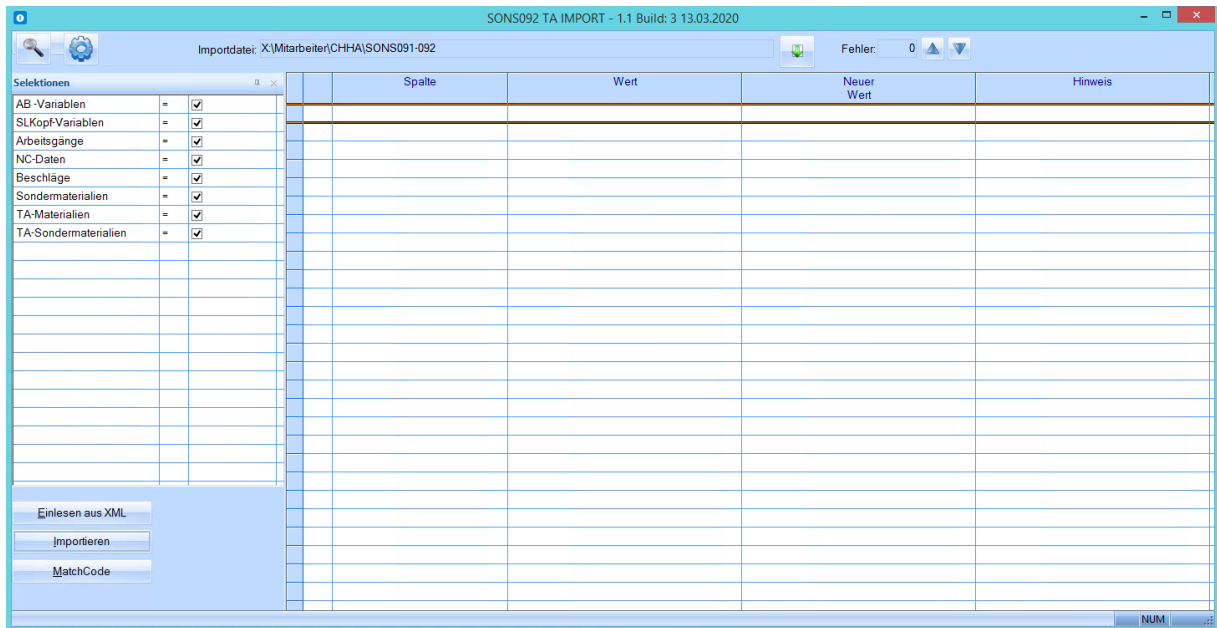 SONS092 TA IMPORT - 1.1 Build: 3 13.03.2020
Importdatei: X:\Mitarbeiter\CHHA\SONS091-092
Fehler: 0
Selektionen
Spalte Wert Neuer Wert Hinweis
AB -Variablen =
SLKopf-Variablen =
Arbeitsgänge =
NC-Daten =
Beschläge =
Sondermaterialien =
TA-Materialien =
TA-Sondermaterialien =
Einlesen aus XML
Importieren
MatchCode
NUM